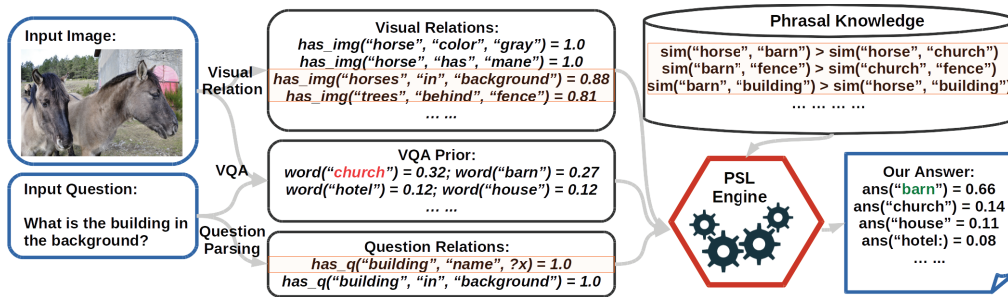 Input Image:
Input Question:
What is the building in
the background?
Visual
Relation
VQA
Question
Parsing
Visual Relations:
has_img(“horse”, “color”, “gray”) = 1.0
has_img(“horse”, “has”, “mane”) = 1.0
has_img(“horses”, “in”, “background”) = 0.88
has_img(“trees”, “behind”, “fence”) = 0.81
... ...
VQA Prior:
word(“church”) = 0.32; word(“barn”) = 0.27
word(“hotel”) = 0.12; word(“house”) = 0.12
... ...
Question Relations:
has_q(“building”, “name”, ?x) = 1.0
has_q(“building”, “in”, “background”) = 1.0
Phrasal Knowledge
sim(“horse”, “barn”) > sim(“horse”, “church”)
sim(“barn”, “fence”) > sim(“church”, “fence”)
sim(“barn”, “building”) > sim(“horse”, “building”)
... ... ... ...
PSL
Engine
Our Answer:
ans(“barn”) = 0.66
ans(“church”) = 0.14
ans(“house” = 0.11
ans(“hotel:) = 0.08
... ...